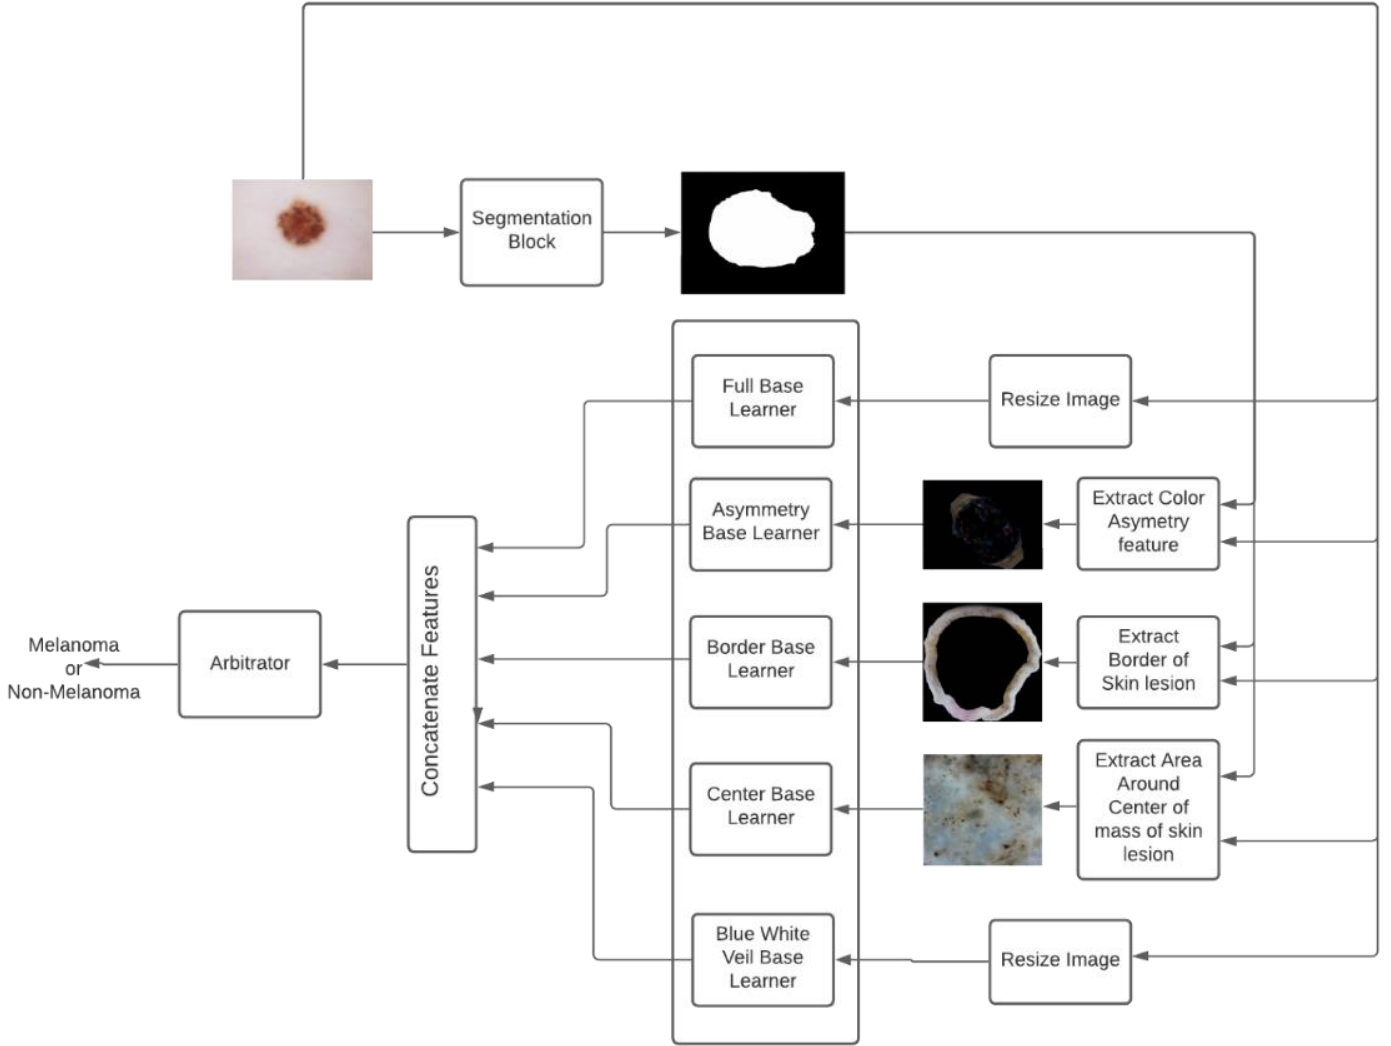 Segmentation
Block
Full Base
Learner
Resize Image
Asymmetry
Base Learner
Extract Color
Asymetry
feature
Border Base
Learner
Extract
Border of
Skin lesion
Center Base
Learner
Extract Area
Around
Center of
mass of skin
lesion
Blue White
Veil Base
Learner
Resize Image
Concatenate Features
Arbitrator
Melanoma
or
Non-Melanoma